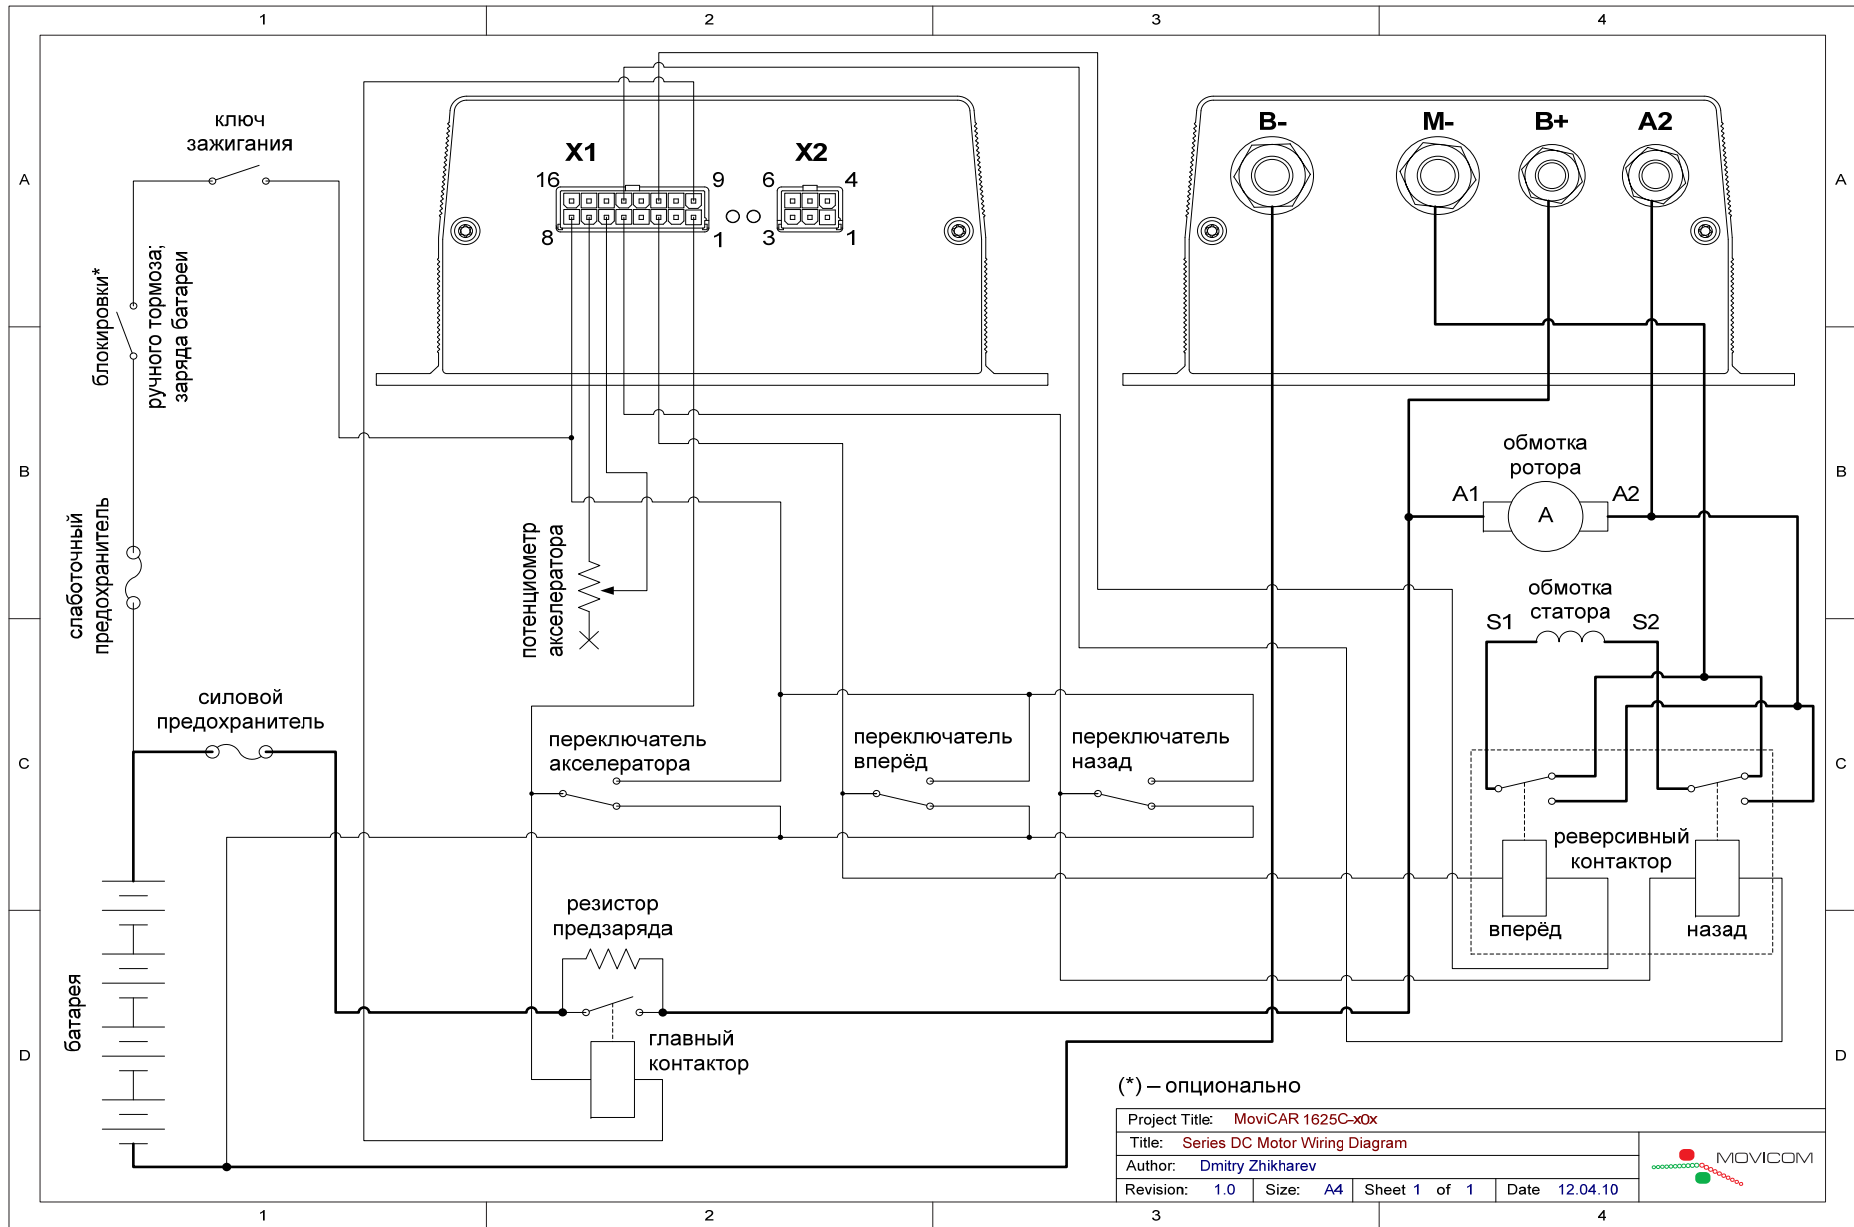 1 2 3 4
A
B
C
D
A
B
C
D
1 2 3 4
ключ
зажигания
блокировки*
ручного тормоза;
заряда батареи
слаботочный
предохранитель
силовой
предохранитель
батарея
X1
X2
16 9
8 1
6 4
3 1
B-
M-
B+
A2
потенциометр
акселератора
переключатель
акселератора
переключатель
вперёд
переключатель
назад
резистор
предзаряда
главный
контактор
обмотка
ротора
A1 A2
A
обмотка
статора
S1 S2
реверсивный
контактор
вперёд назад
(*) – опционально
Project Title: MoviCAR 1625C-x0x
Title: Series DC Motor Wiring Diagram
Author: Dmitry Zhikharev
Revision: 1.0 Size: A4 Sheet 1 of 1 Date 12.04.10
MOVICOM